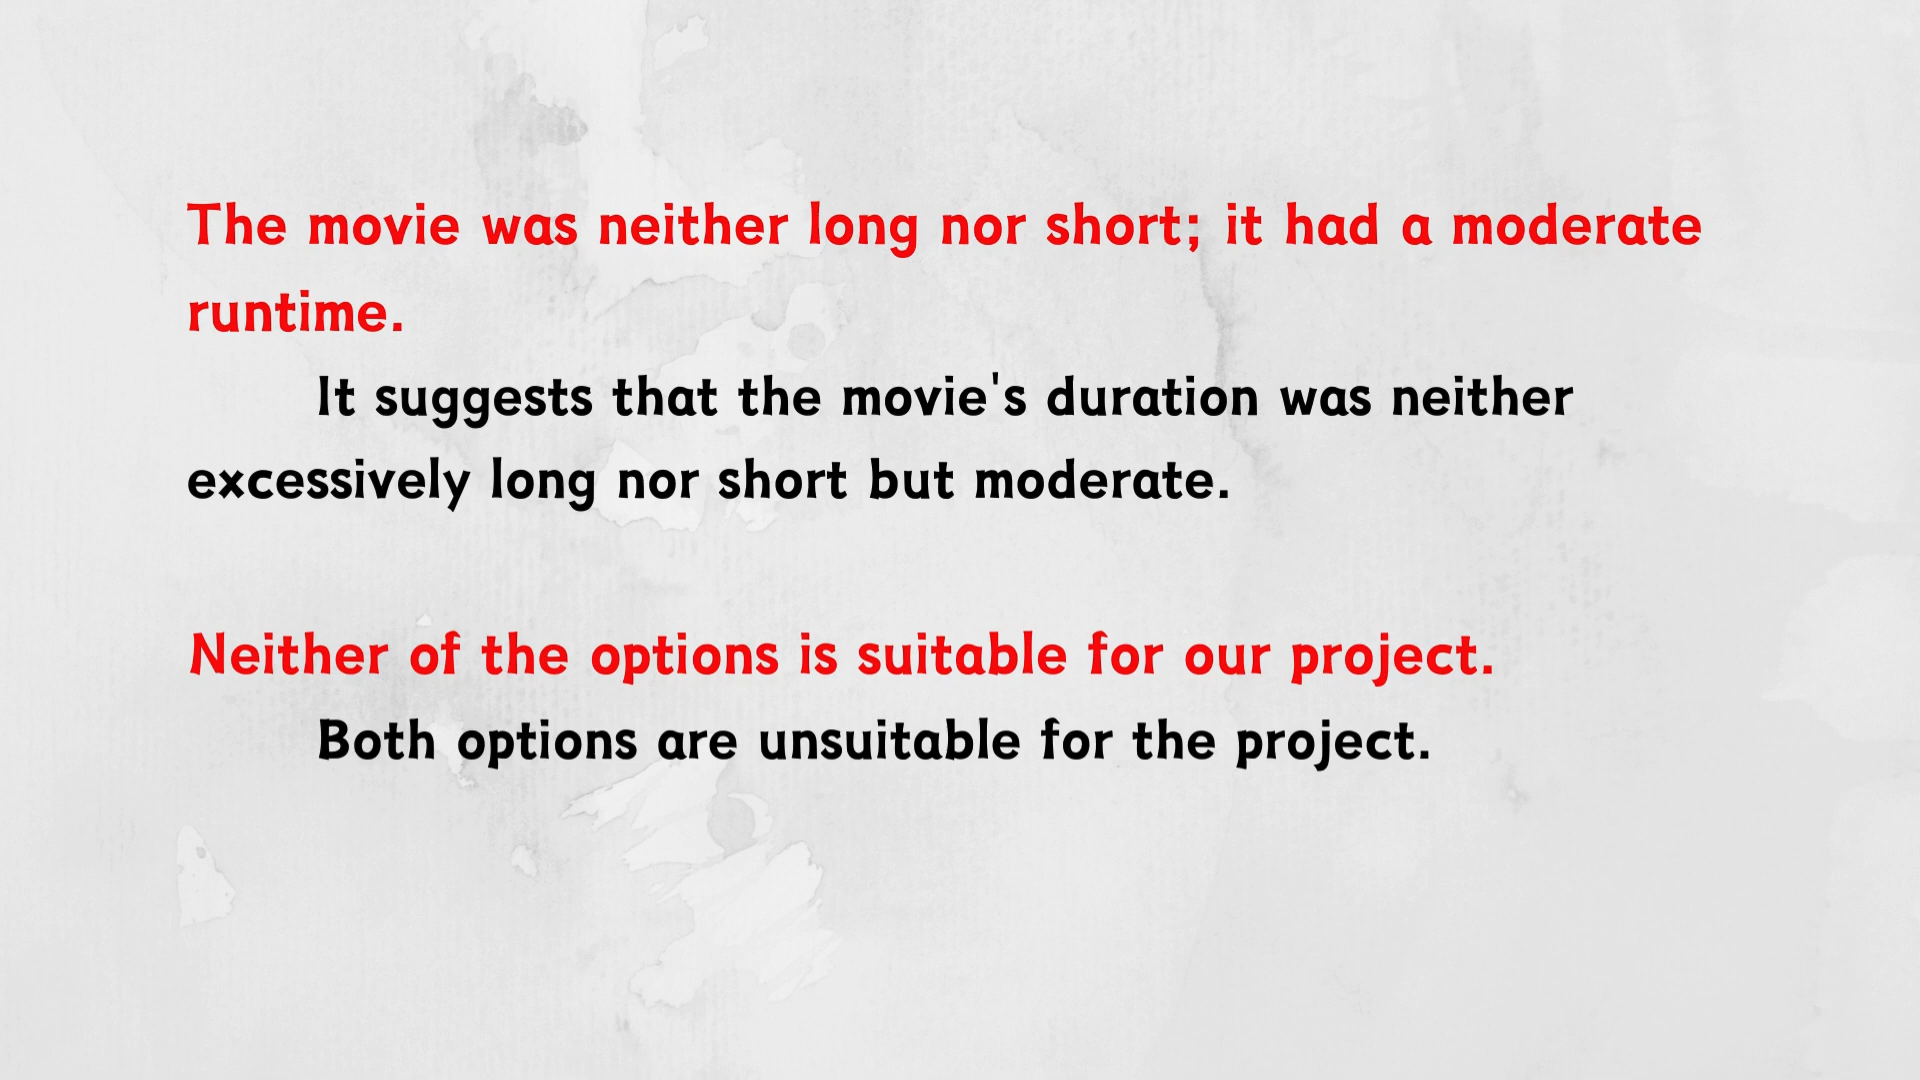 The movie was neither long nor short; it had a moderate
runtime.
It suggests that the movie's duration was neither
excessively long nor short but moderate.
Neither of the options is suitable for our project.
Both options are unsuitable for the project.